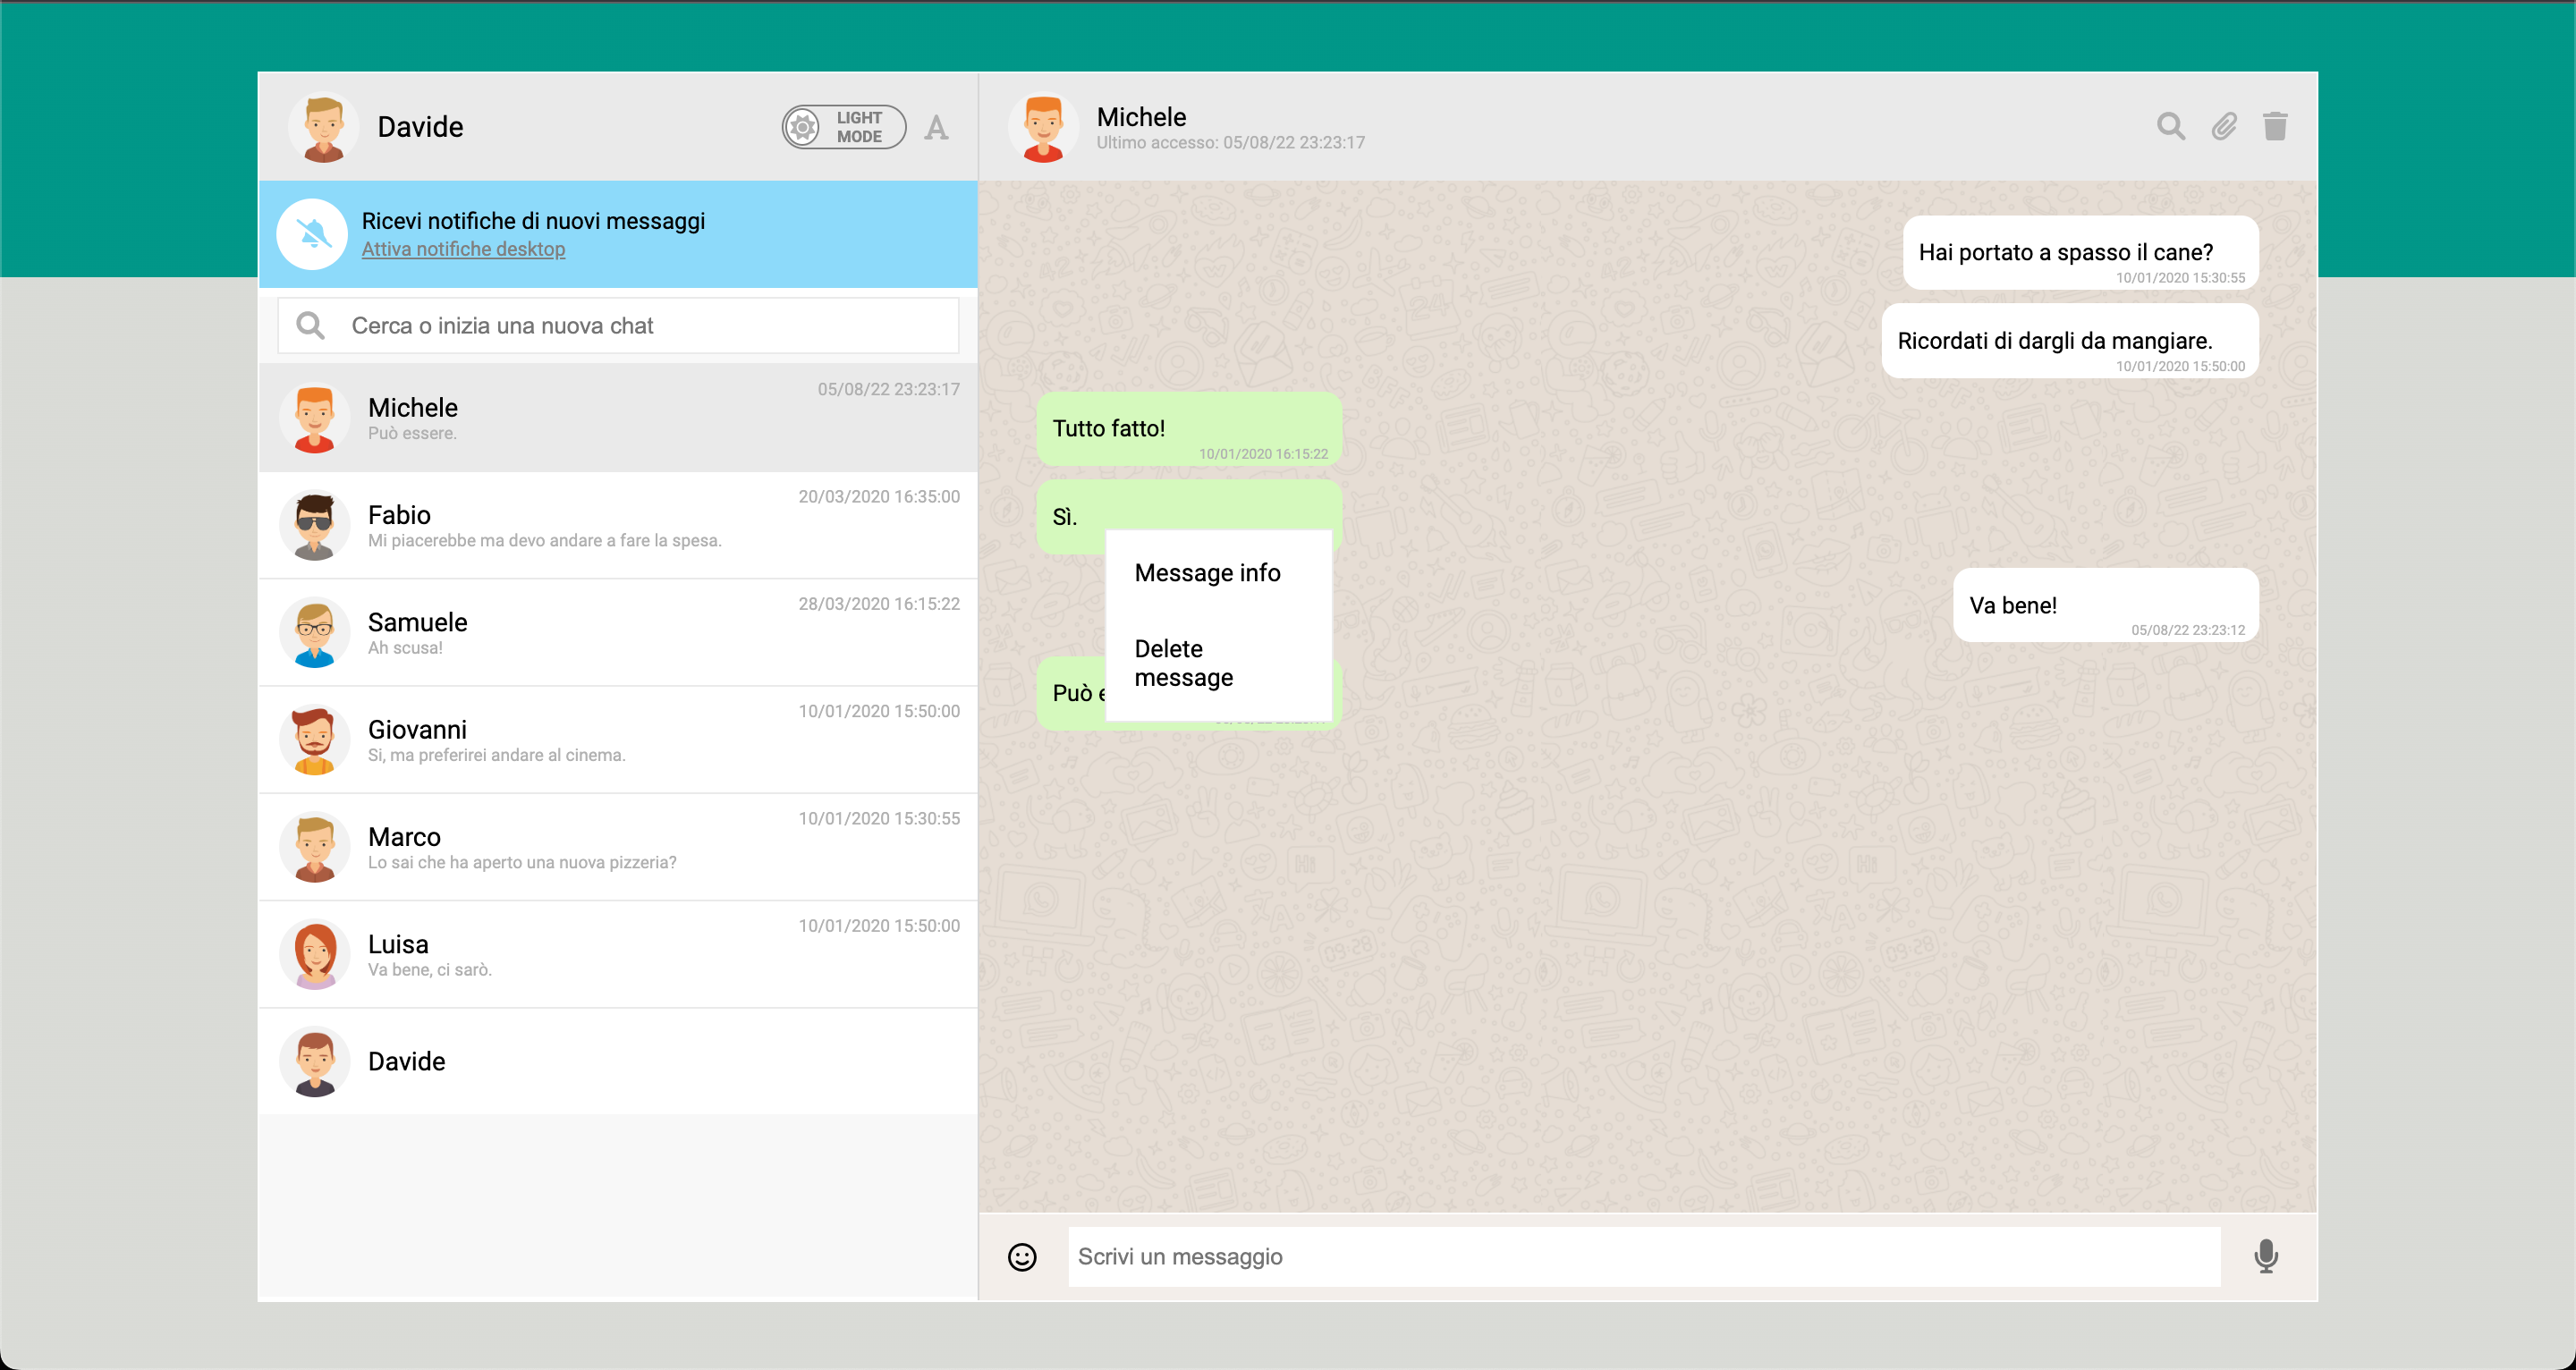 Davide
LIGHT
MODE
A
Ricevi notifiche di nuovi messaggi
Attiva notifiche desktop
Cerca o inizia una nuova chat
Michele
05/08/22 23:23:17
Può essere.
Fabio
20/03/2020 16:35:00
Mi piacerebbe ma devo andare a fare la spesa.
Samuele
28/03/2020 16:15:22
Ah scusa!
Giovanni
10/01/2020 15:50:00
Si, ma preferirei andare al cinema.
Marco
10/01/2020 15:30:55
Lo sai che ha aperto una nuova pizzeria?
Luisa
10/01/2020 15:50:00
Va bene, ci sarò.
Davide
Michele
Ultimo accesso: 05/08/22 23:23:17
Hai portato a spasso il cane?
10/01/2020 15:30:55
Ricordati di dargli da mangiare.
10/01/2020 15:50:00
Tutto fatto!
10/01/2020 16:15:22
Sì.
Message info
Delete
message
Va bene!
05/08/22 23:23:12
Può
Scrivi un messaggio